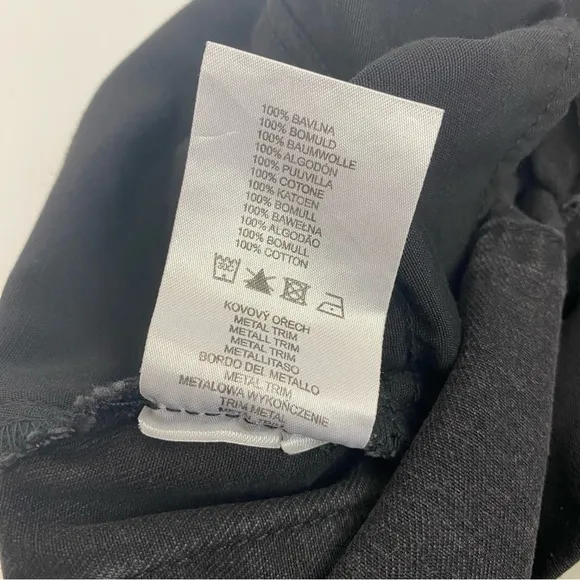 100% BAVLNA
100% BOMULD
100% BAUMWOLLE
100% ALGODÓN
100% PUUVILLA
100% COTONE
100% KATOEN
100% BOMULL
100% BAWEŁNA
100% ALGODÃO
100% BOMULL
100% COTTON
30C
KOVOVÝ OŘECH
METAL TRIM
METALL TRIM
METAL TRIM
METALLITASO
BORDO DEL METALLO
METAL TRIM
METALOWA WYKOŃCZENIE
TRIM METAL